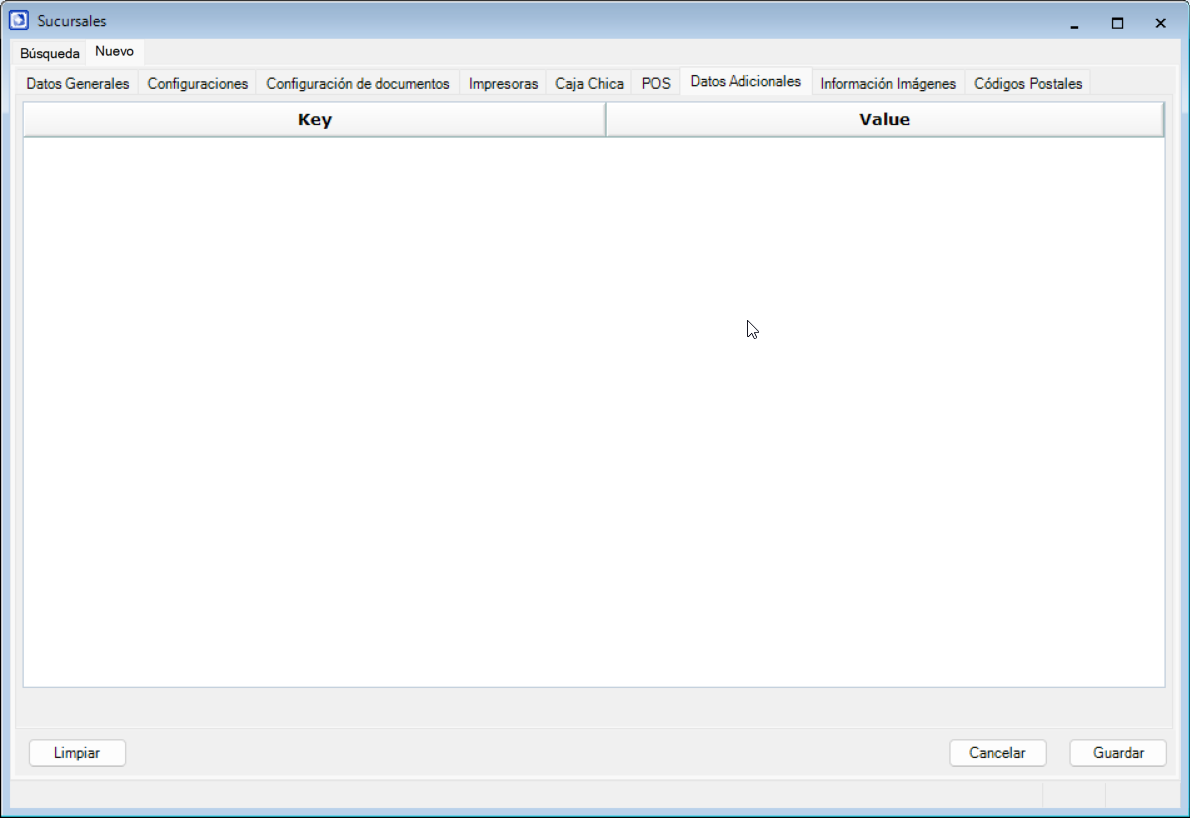 Sucursales
Búsqueda Nuevo
Datos Generales Configuraciones Configuración de documentos Impresoras Caja Chica POS Datos Adicionales Información Imágenes Códigos Postales
Key Value
Limpiar Cancelar Guardar